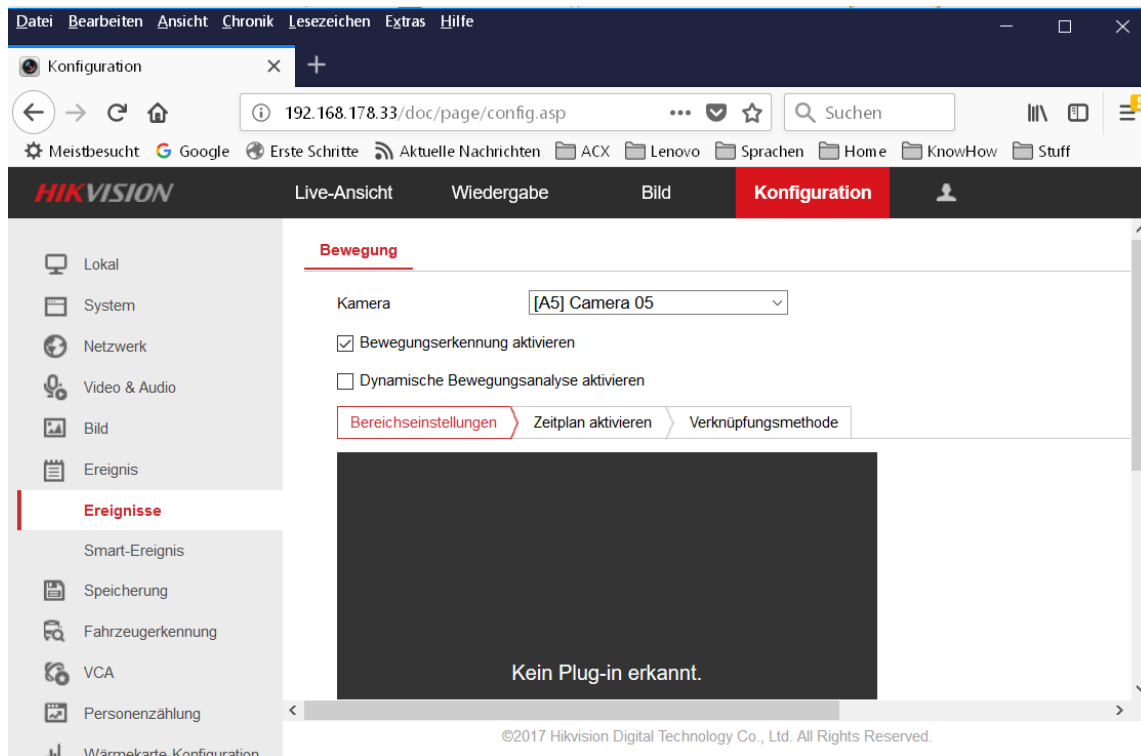 Datei Bearbeiten Ansicht Chronik Lesezeichen Extras Hilfe
Konfiguration
192.168.178.33/doc/page/config.asp
Suchen
Meistbesucht Google Erste Schritte Aktuelle Nachrichten ACX Lenovo Sprachen Home KnowHow Stuff
HIKVISION Live-Ansicht Wiedergabe Bild Konfiguration
Lokal
System
Netzwerk
Video & Audio
Bild
Ereignis
Ereignisse
Smart-Ereignis
Speicherung
Fahrzeugerkennung
VCA
Personenzählung
Wärmekarte-Konfiguration
Bewegung
Kamera [A5] Camera 05
Bewegungserkennung aktivieren
Dynamische Bewegungsanalyse aktivieren
Bereichseinstellungen Zeitplan aktivieren Verknüpfungsmethode
Kein Plug-in erkannt.
©2017 Hikvision Digital Technology Co., Ltd. All Rights Reserved.